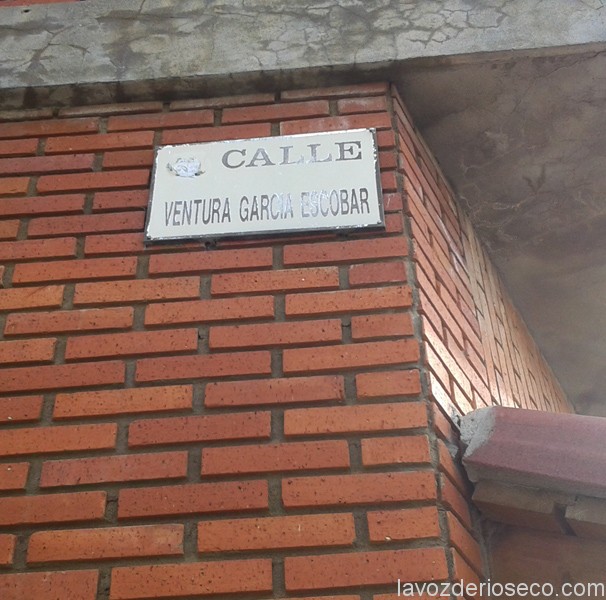 CALLE
VENTURA GARCIA ESCOBAR
lavozderioseco.com